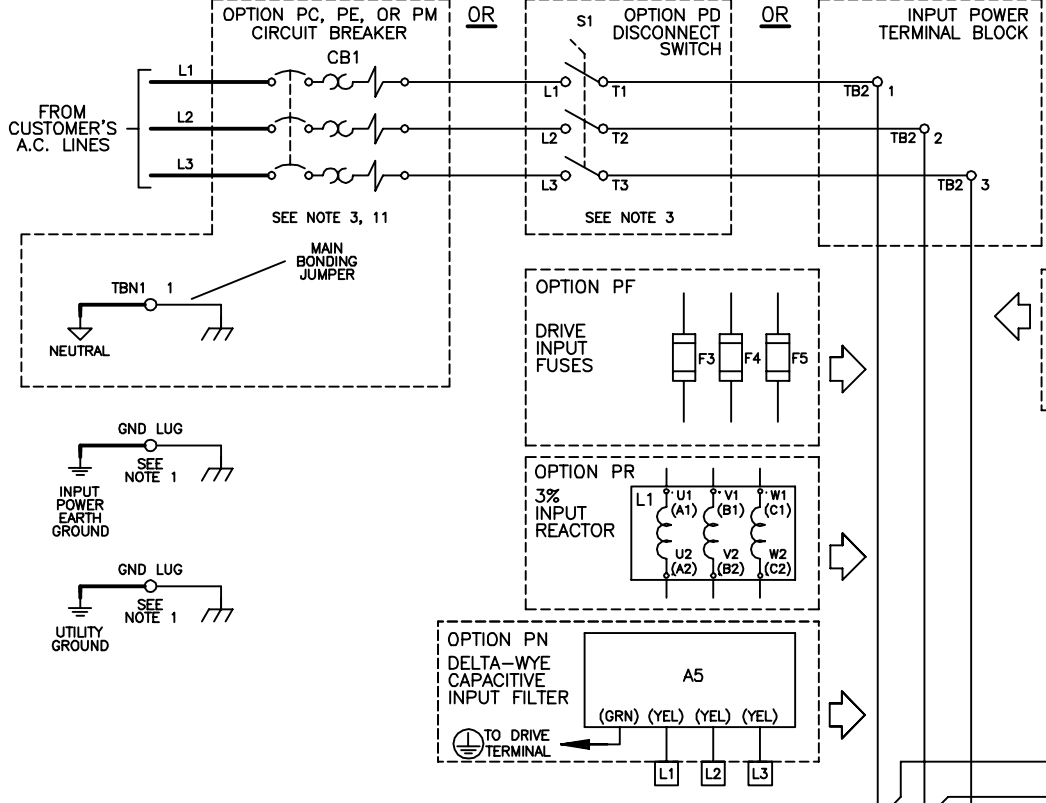 OPTION PC, PE, OR PM
CIRCUIT BREAKER
OR
OPTION PD
DISCONNECT
SWITCH
OR
INPUT POWER
TERMINAL BLOCK
CB1
S1
L1
L1
T1
TB2
1
FROM
CUSTOMER'S
A.C. LINES
L2
L2
T2
TB2
2
L3
L3
T3
TB2
3
SEE NOTE 3, 11
SEE NOTE 3
MAIN
BONDING
JUMPER
TBN1 1
NEUTRAL
OPTION PF
DRIVE
INPUT
FUSES
F3
F4
F5
GND LUG
SEE
NOTE 1
INPUT
POWER
EARTH
GROUND
OPTION PR
3%
INPUT
REACTOR
L1
U1
(A1)
V1
(B1)
W1
(C1)
U2
(A2)
V2
(B2)
W2
(C2)
GND LUG
SEE
NOTE 1
UTILITY
GROUND
OPTION PN
DELTA-WYE
CAPACITIVE
INPUT FILTER
A5
(GRN) (YEL) (YEL) (YEL)
TO DRIVE
TERMINAL
L1
L2
L3